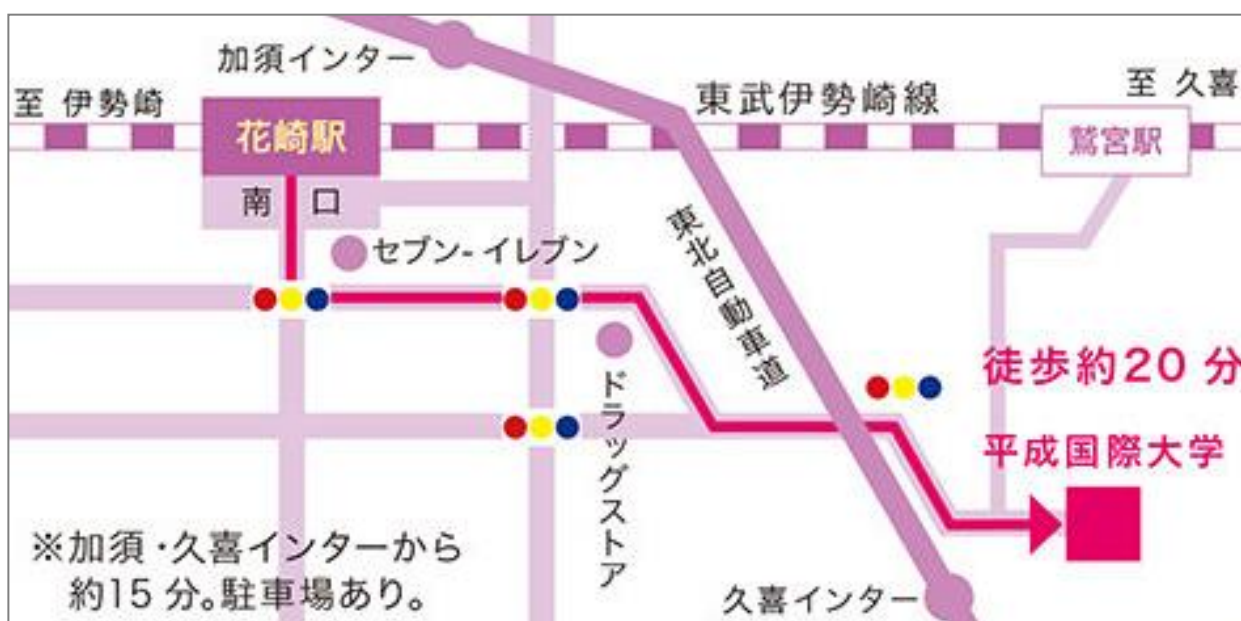 加須インター
東武伊勢崎線
至 久喜
至 伊勢崎
花崎駅
鷲宮駅
南 口
セブン-イレブン
東北自動車道
ドラッグストア
徒歩約20 分
平成国際大学
※加須・久喜インターから
約15 分。駐車場あり。
久喜インター